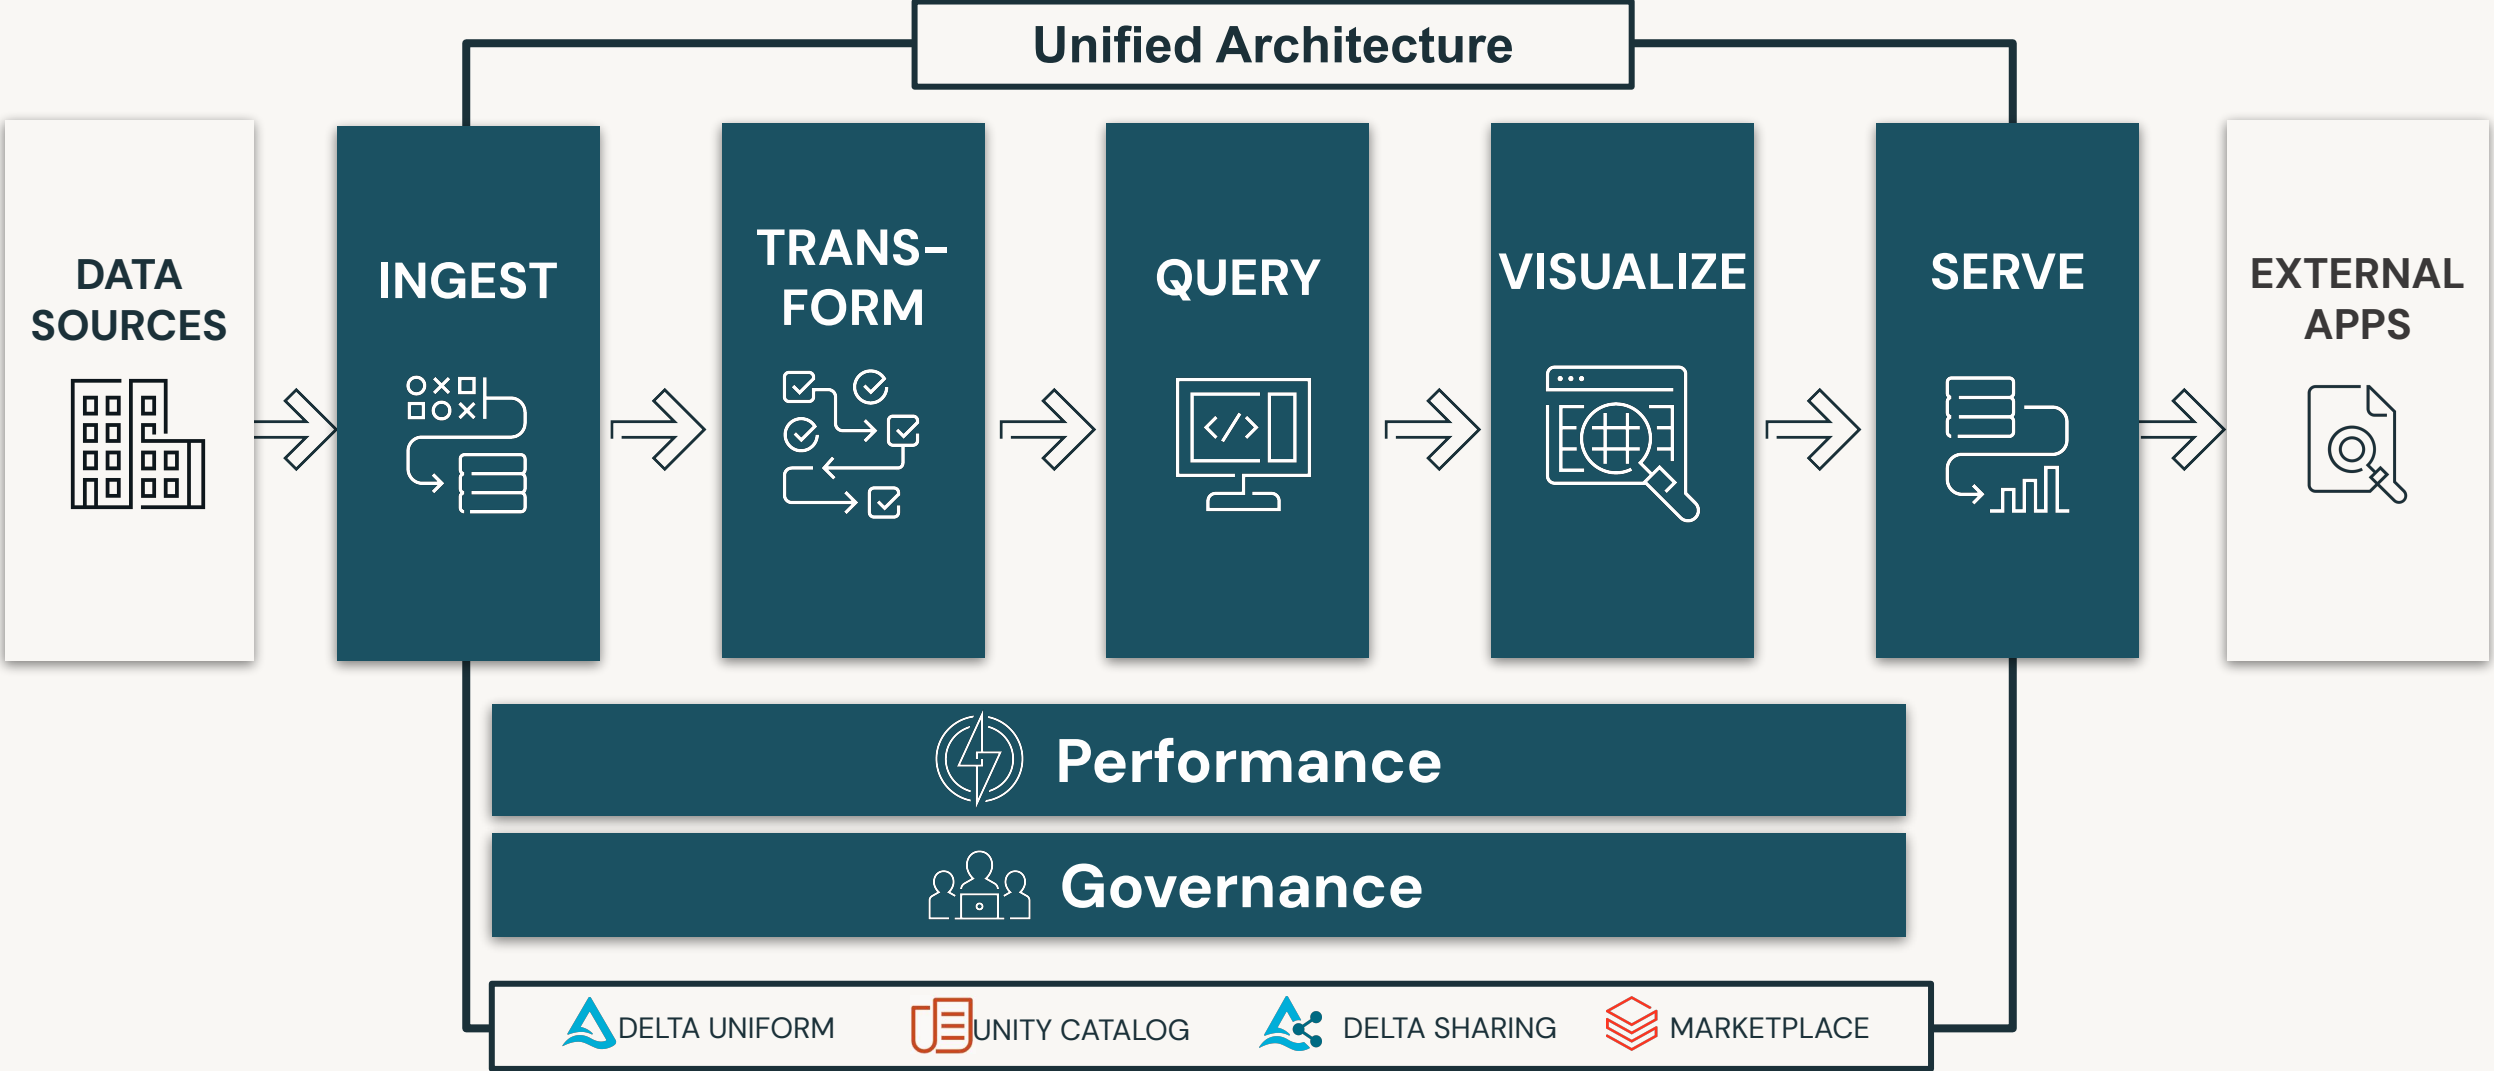 Unified Architecture
DATA
SOURCES
INGEST
TRANS-
FORM
QUERY
VISUALIZE
SERVE
EXTERNAL
APPS
Performance
Governance
DELTA UNIFORM
UNITY CATALOG
DELTA SHARING
MARKETPLACE